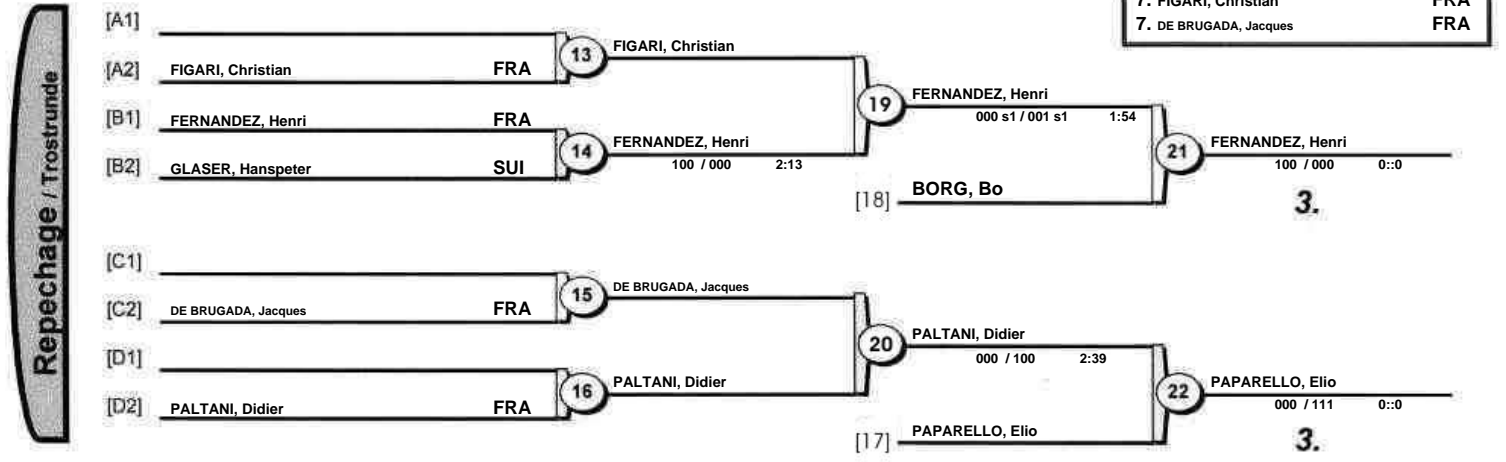 7. FIGARI, Christian FRA
7. DE BRUGADA, Jacques FRA
Repechage / Trostrunde
[A1]
[A2] FIGARI, Christian FRA
13 FIGARI, Christian
[B1] FERNANDEZ, Henri FRA
[B2] GLASER, Hanspeter SUI
14 FERNANDEZ, Henri
100 / 000 2:13
19 FERNANDEZ, Henri
000 s1 / 001 s1 1:54
[18] BORG, Bo
21 FERNANDEZ, Henri
100 / 000 0::0
3.
[C1]
[C2] DE BRUGADA, Jacques FRA
15 DE BRUGADA, Jacques
[D1]
[D2] PALTANI, Didier FRA
16 PALTANI, Didier
20 PALTANI, Didier
000 / 100 2:39
[17] PAPARELLO, Elio
22 PAPARELLO, Elio
000 / 111 0::0
3.